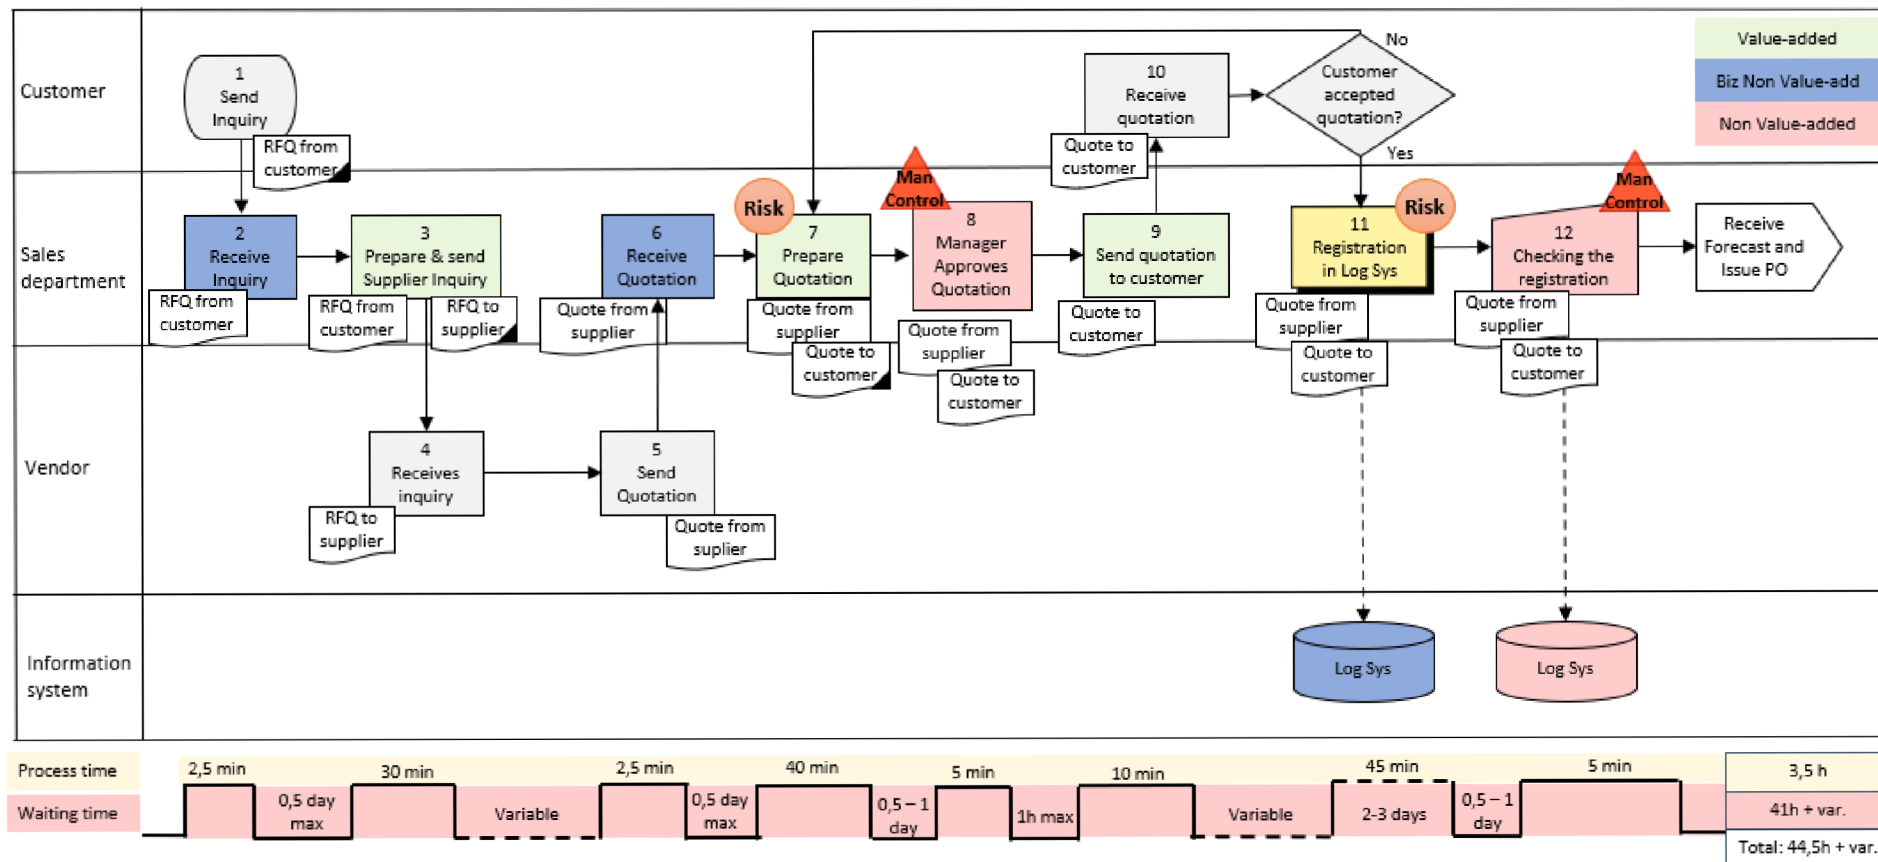 Customer
1
Send
Inquiry
RFQ from
customer
10
Receive
quotation
Quote to
customer
No
Customer
accepted
quotation?
Yes
Value-added
Biz Non Value-add
Non Value-added
Sales
department
2
Receive
Inquiry
RFQ from
customer
3
Prepare & send
Supplier Inquiry
RFQ from
customer
RFQ to
supplier
6
Receive
Quotation
Quote from
supplier
Risk
7
Prepare
Quotation
Quote from
supplier
Quote to
customer
Man
Control
8
Manager
Approves
Quotation
Quote from
supplier
Quote to
customer
9
Send quotation
to customer
Quote to
customer
Risk
11
Registration
in Log Sys
Quote from
supplier
Quote to
customer
Man
Control
12
Checking the
registration
Quote from
supplier
Quote to
customer
Receive
Forecast and
Issue PO
Vendor
4
Receives
inquiry
RFQ to
supplier
5
Send
Quotation
Quote from
suplier
Information
system
Log Sys
Log Sys
Process time
2,5 min
30 min
2,5 min
40 min
5 min
10 min
45 min
5 min
3,5 h
Waiting time
0,5 day
max
Variable
0,5 day
max
0,5 – 1
day
1h max
Variable
2-3 days
0,5 – 1
day
41h + var.
Total: 44,5h + var.